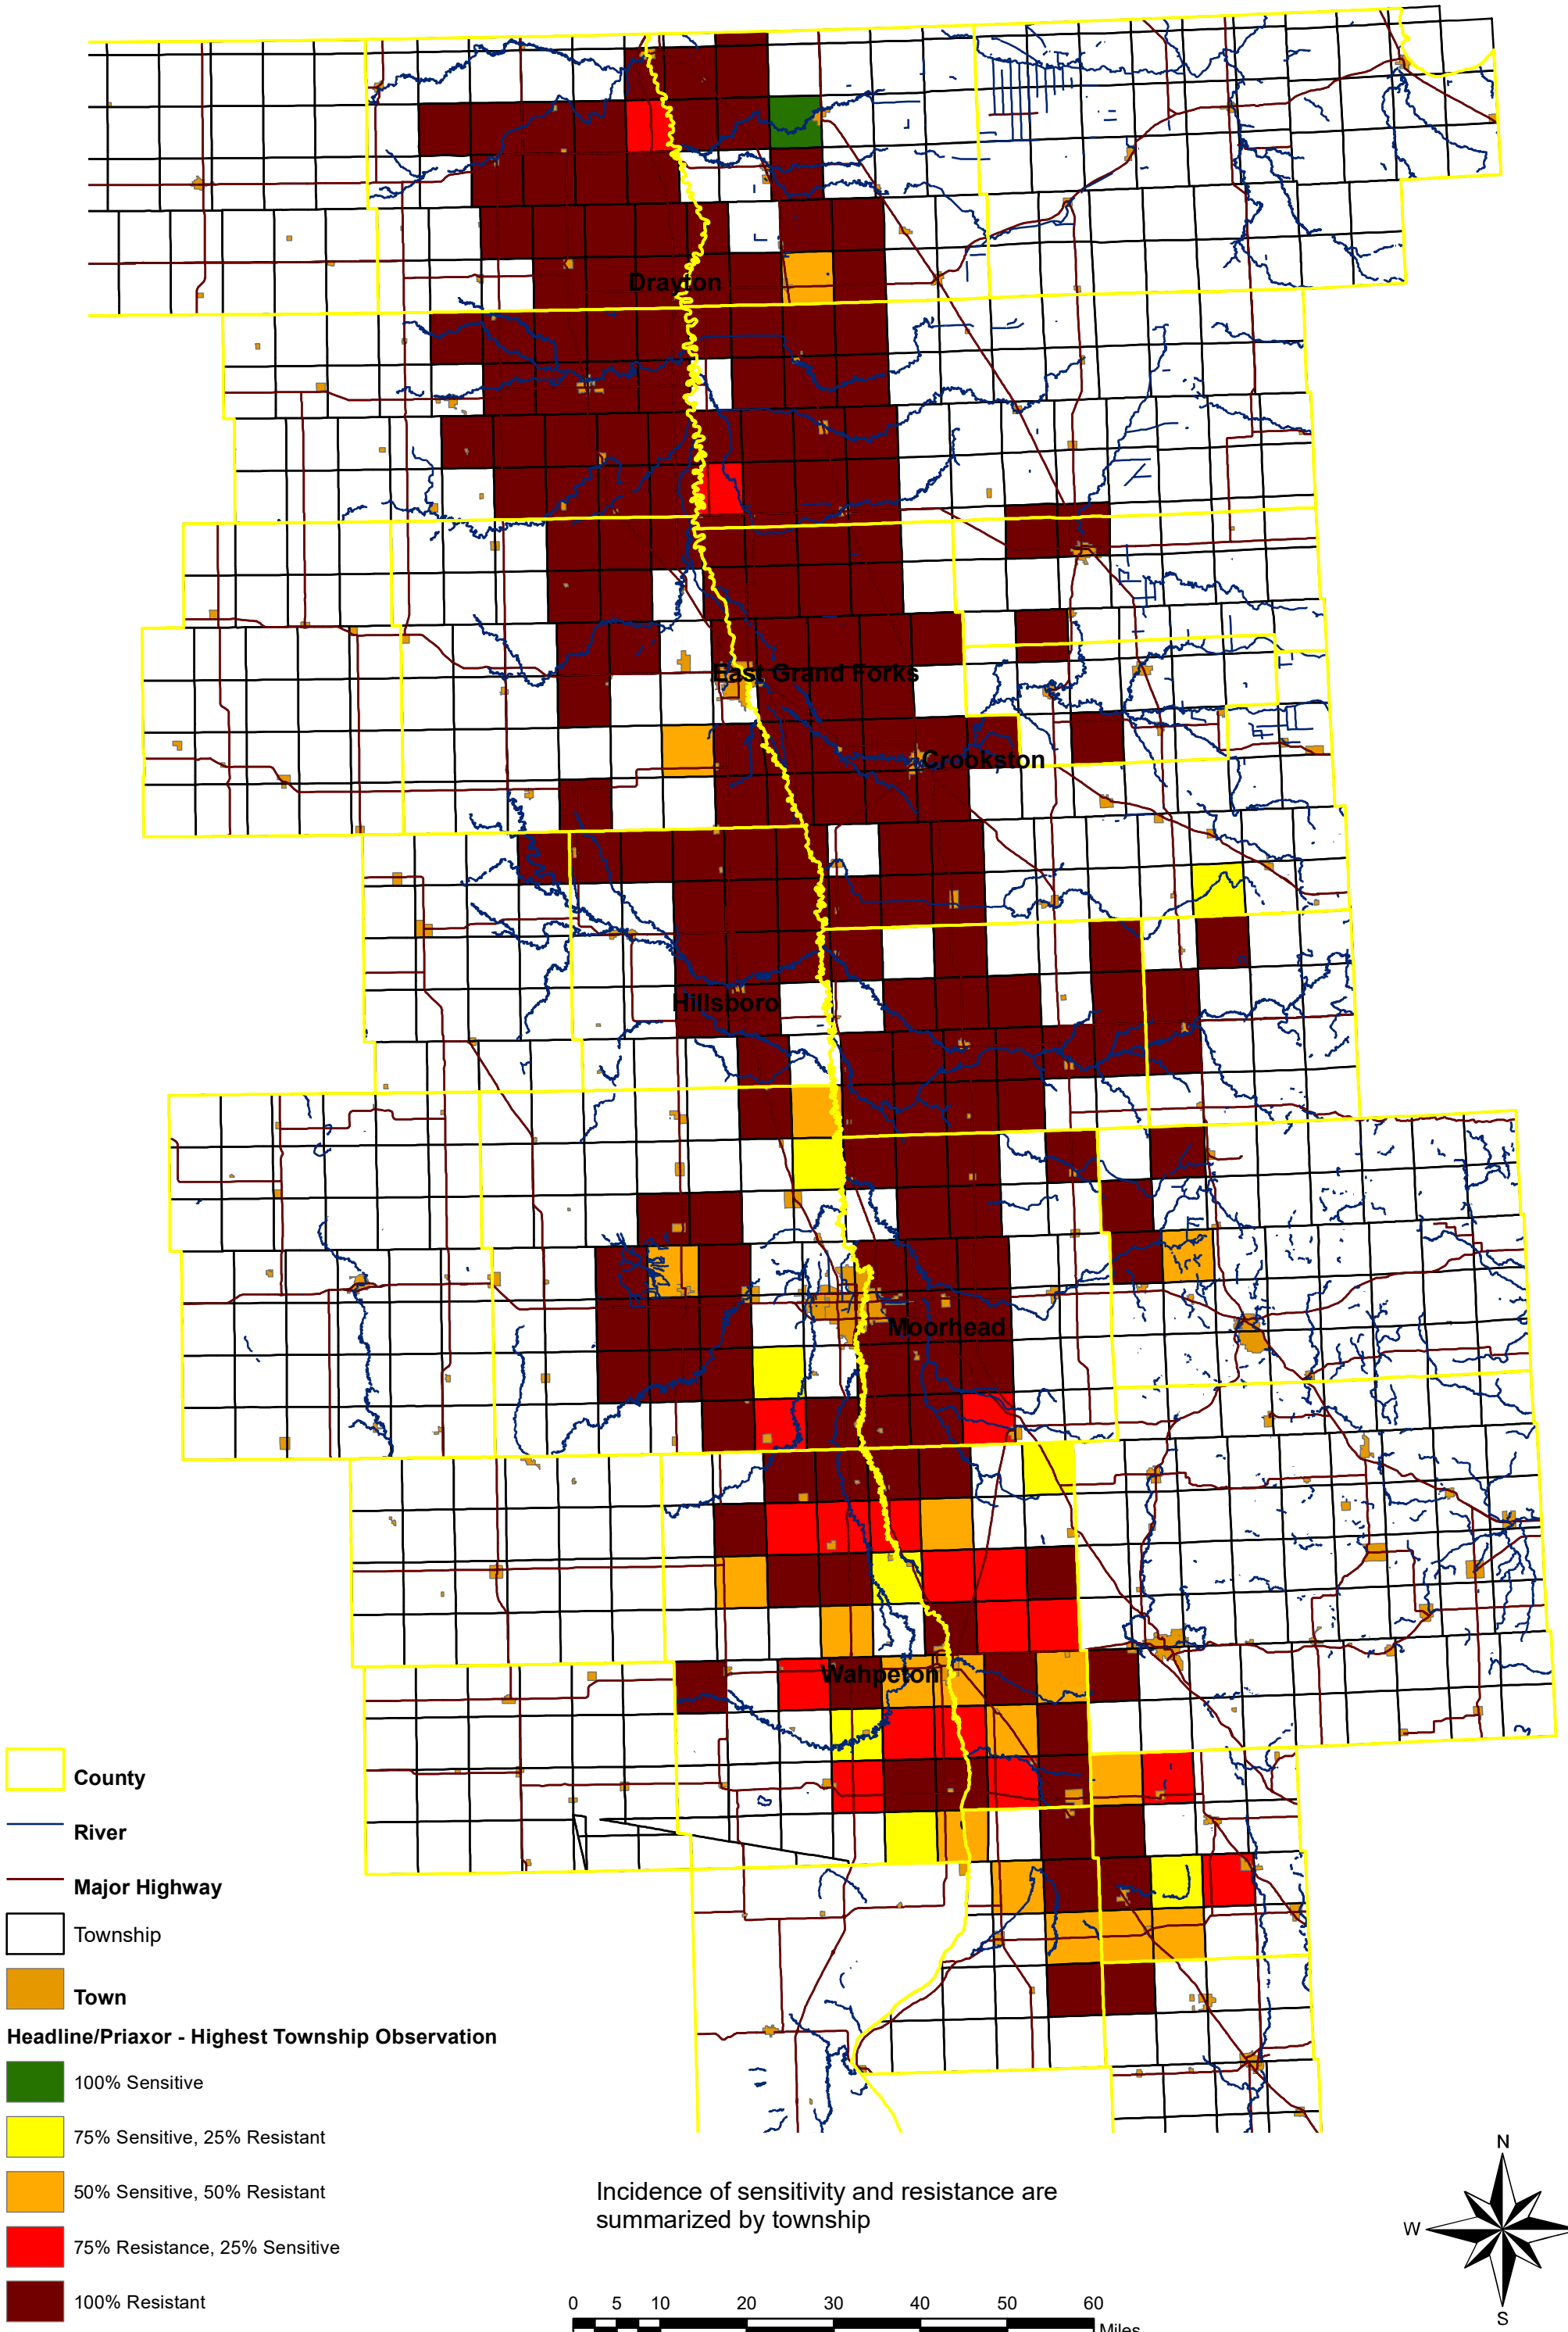 Drayton
East Grand Forks
Crookston
Hillsboro
Moorhead
Wahpeton
County
River
Major Highway
Township
Town
Headline/Priaxor - Highest Township Observation
100% Sensitive
75% Sensitive, 25% Resistant
50% Sensitive, 50% Resistant
75% Resistance, 25% Sensitive
100% Resistant
Incidence of sensitivity and resistance are
summarized by township
0 5 10 20 30 40 50 60
Miles
N
W
S